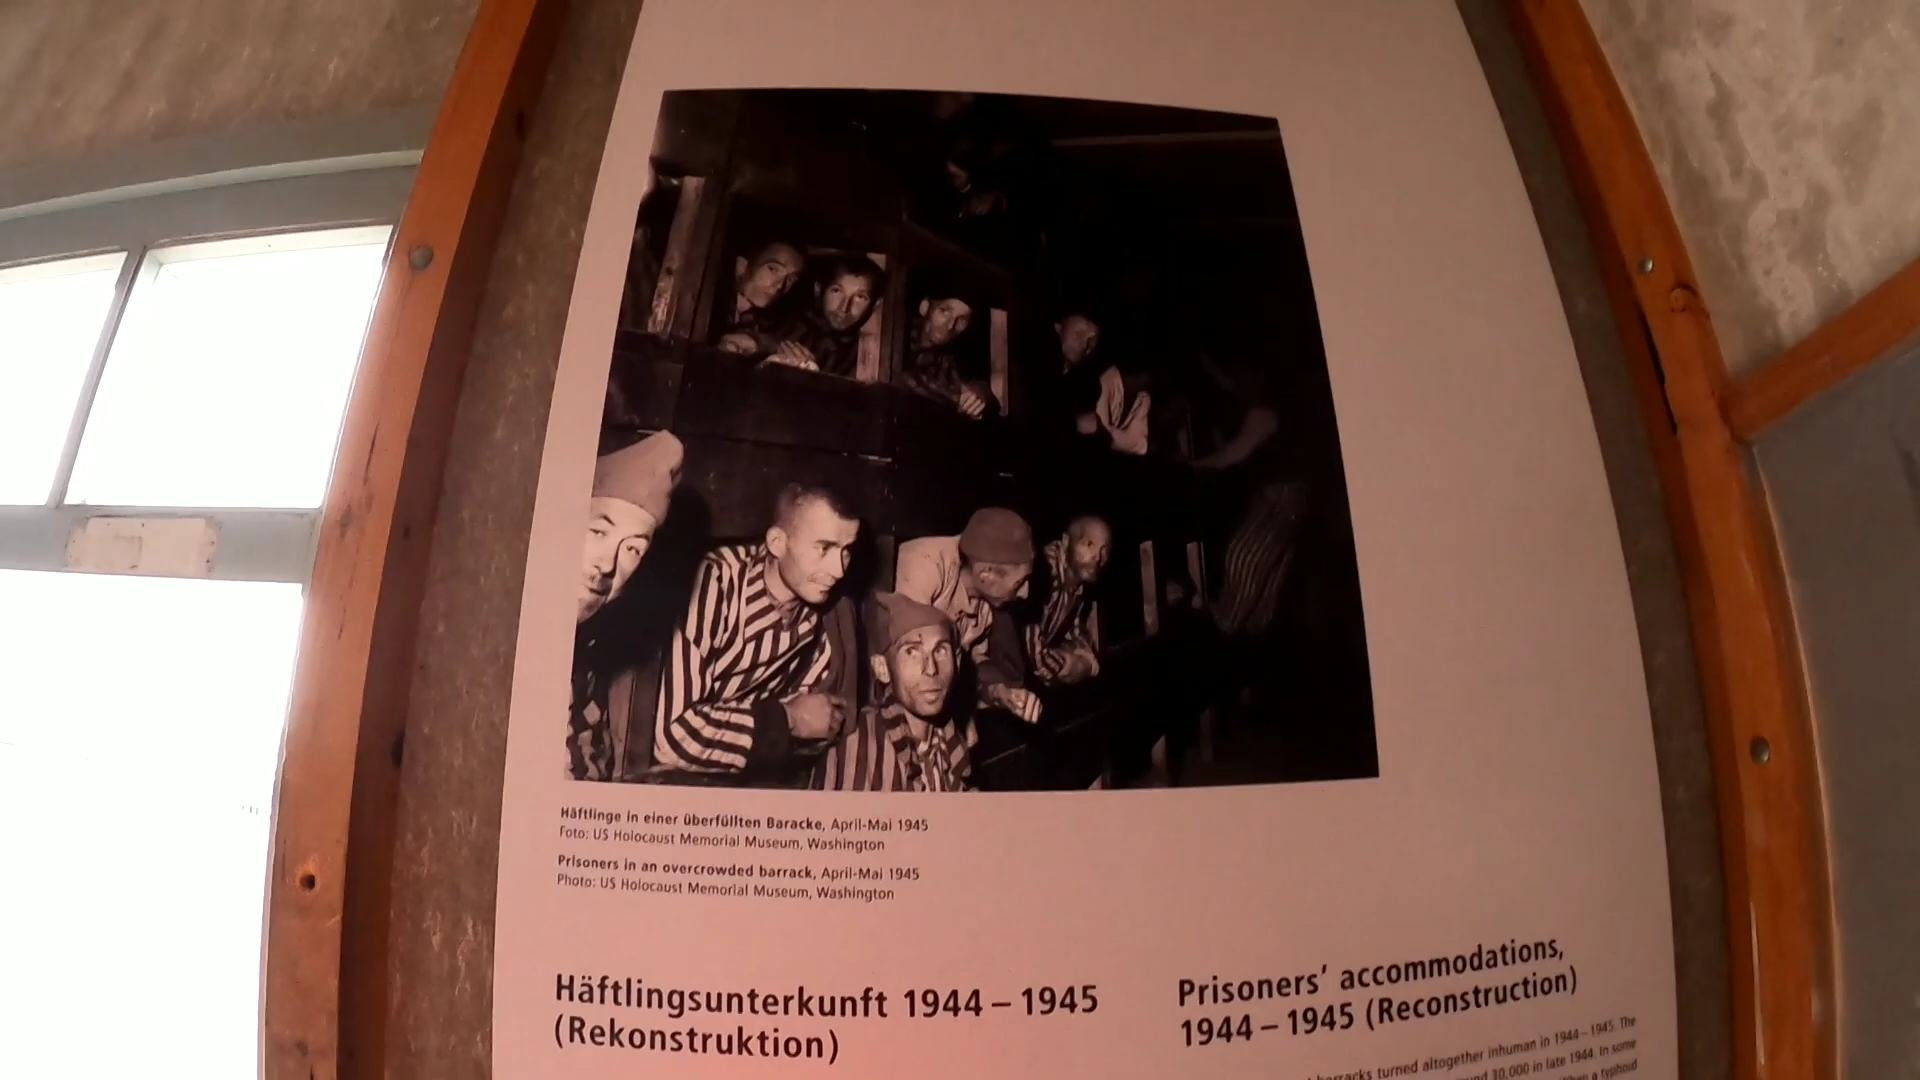 Häftlinge in einer überfüllten Baracke, April-Mai 1945
Foto: US Holocaust Memorial Museum, Washington
Prisoners in an overcrowded barrack, April-Mai 1945
Photo: US Holocaust Memorial Museum, Washington
Häftlingsunterkunft 1944 – 1945
(Rekonstruktion)
Prisoners' accommodations,
1944 – 1945 (Reconstruction)
barracks turned altogether inhuman in 1944 – 1945. The
30,000 in late 1944. In some
a typhoid